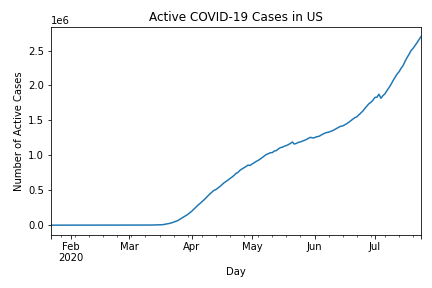 Active COVID-19 Cases in US
1e6
Number of Active Cases
2.5
2.0
1.5
1.0
0.5
0.0
Feb Mar Apr May Jun Jul
2020
Day